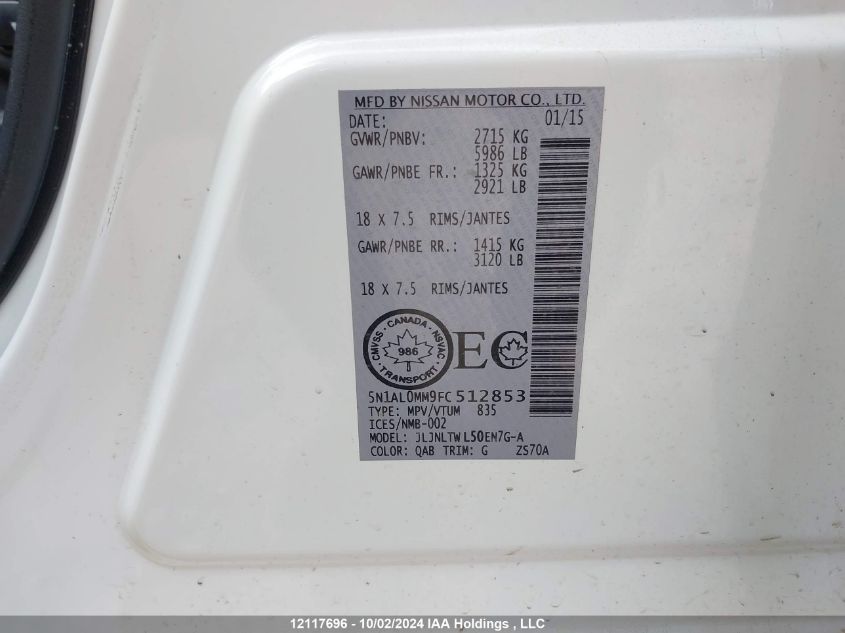 MFD BY NISSAN MOTOR CO., LTD.
DATE: 01/15
GVWR/PNBV: 2715 KG
5986 LB
GAWR/PNBE FR.: 1325 KG
2921 LB
18 X 7.5 RIMS/JANTES
GAWR/PNBE RR.: 1415 KG
3120 LB
18 X 7.5 RIMS/JANTES
CANADA · NSVAC · TRANSPORT · CMVSS ·
986
EC
5N1AL0MM9FC512853
TYPE: MPV/VTUM 835
ICES/NMB-002
MODEL: JLJNLTWL50EN7G-A
COLOR: QAB TRIM: G ZS70A
12117696 - 10/02/2024 IAA Holdings , LLC